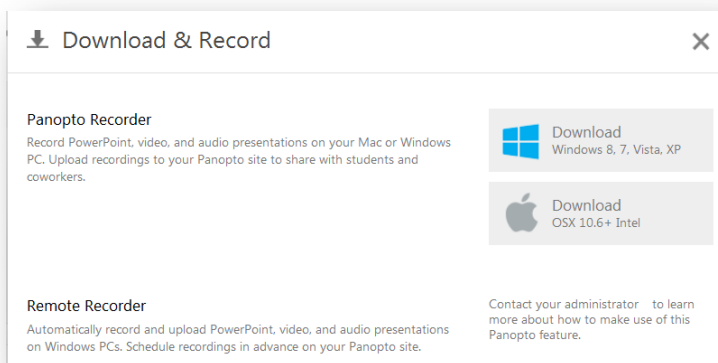 Download & Record
Panopto Recorder
Record PowerPoint, video, and audio presentations on your Mac or Windows
PC. Upload recordings to your Panopto site to share with students and
coworkers.
Download
Windows 8, 7, Vista, XP
Download
OSX 10.6+ Intel
Remote Recorder
Automatically record and upload PowerPoint, video, and audio presentations
on Windows PCs. Schedule recordings in advance on your Panopto site.
Contact your administrator to learn
more about how to make use of this
Panopto feature.